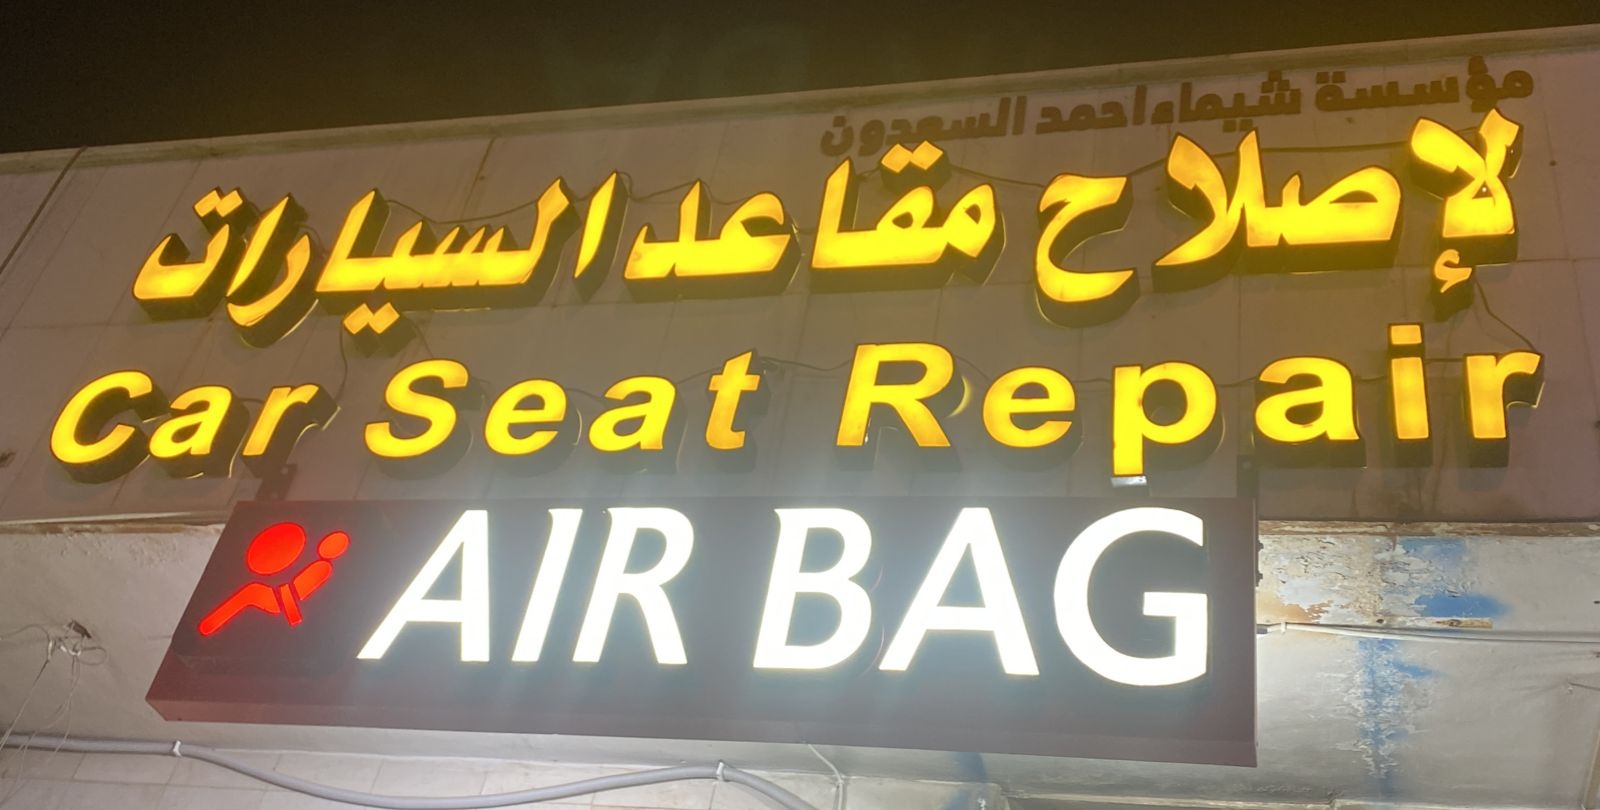 مؤسسة شيماء احمد السعدون
لإصلاح مقاعد السيارات
Car Seat Repair
AIR BAG